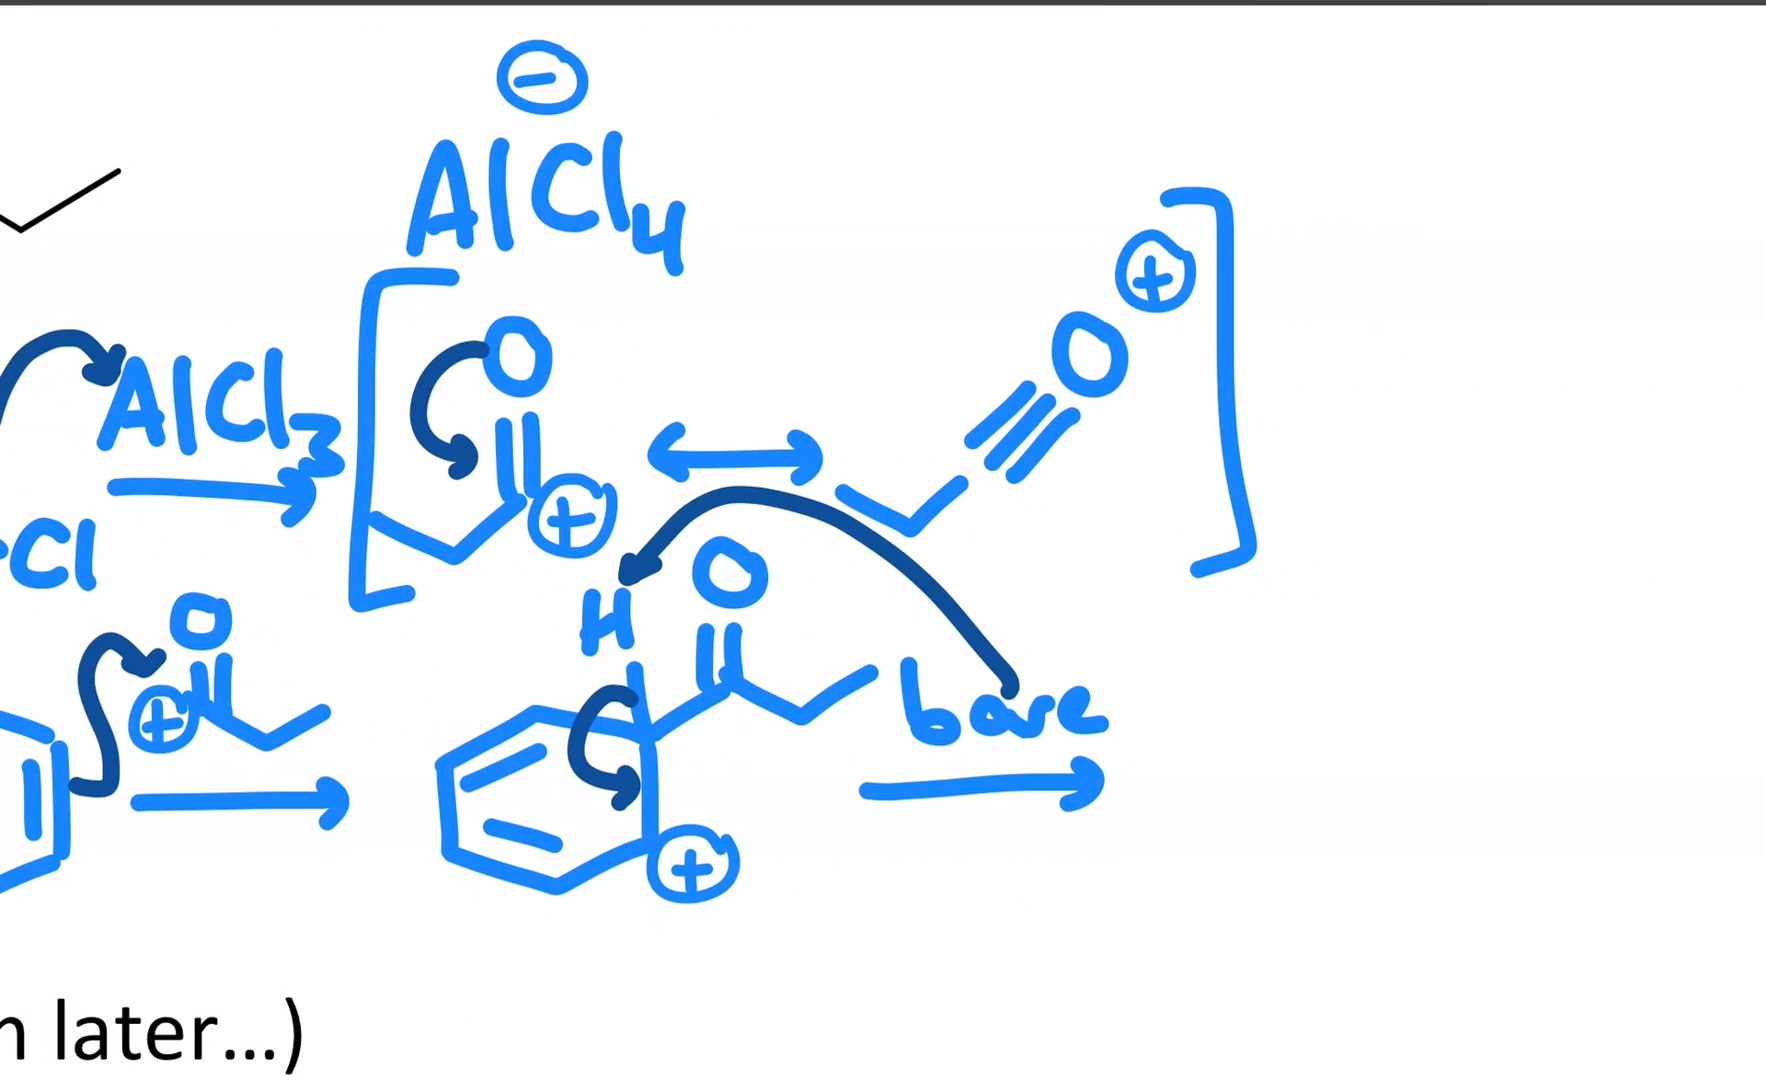 ⊖
AlCl4
⊕
O
O
AlCl3
⊕
Cl
O
O
H
⊕
base
⊕
n later...)